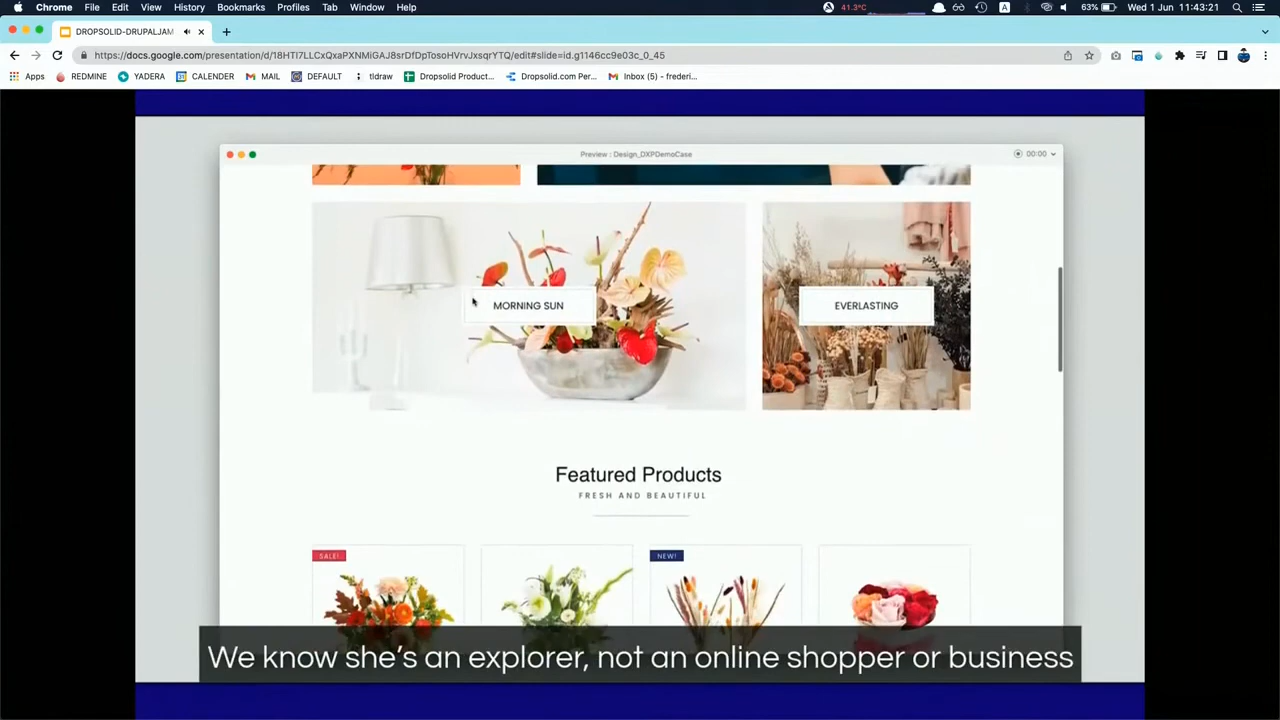 Chrome File Edit View History Bookmarks Profiles Tab Window Help 41.3°C A 63% Wed 1 Jun 11:43:21
DROPSOLID-DRUPALJAM
https://docs.google.com/presentation/d/18HTl7LLCxQxaPXNMiGAJ8srDfDpTosoHVrvJxsqrYTQ/edit#slide=id.g1146cc9e03c_0_45
Apps REDMINE YADERA CALENDER MAIL DEFAULT tldraw Dropsolid Product... Dropsolid.com Per... Inbox (5) - frederi...
Preview : Design_DXPDemoCase 00:00
MORNING SUN EVERLASTING
Featured Products
FRESH AND BEAUTIFUL
SALE! NEW!
We know she's an explorer, not an online shopper or business